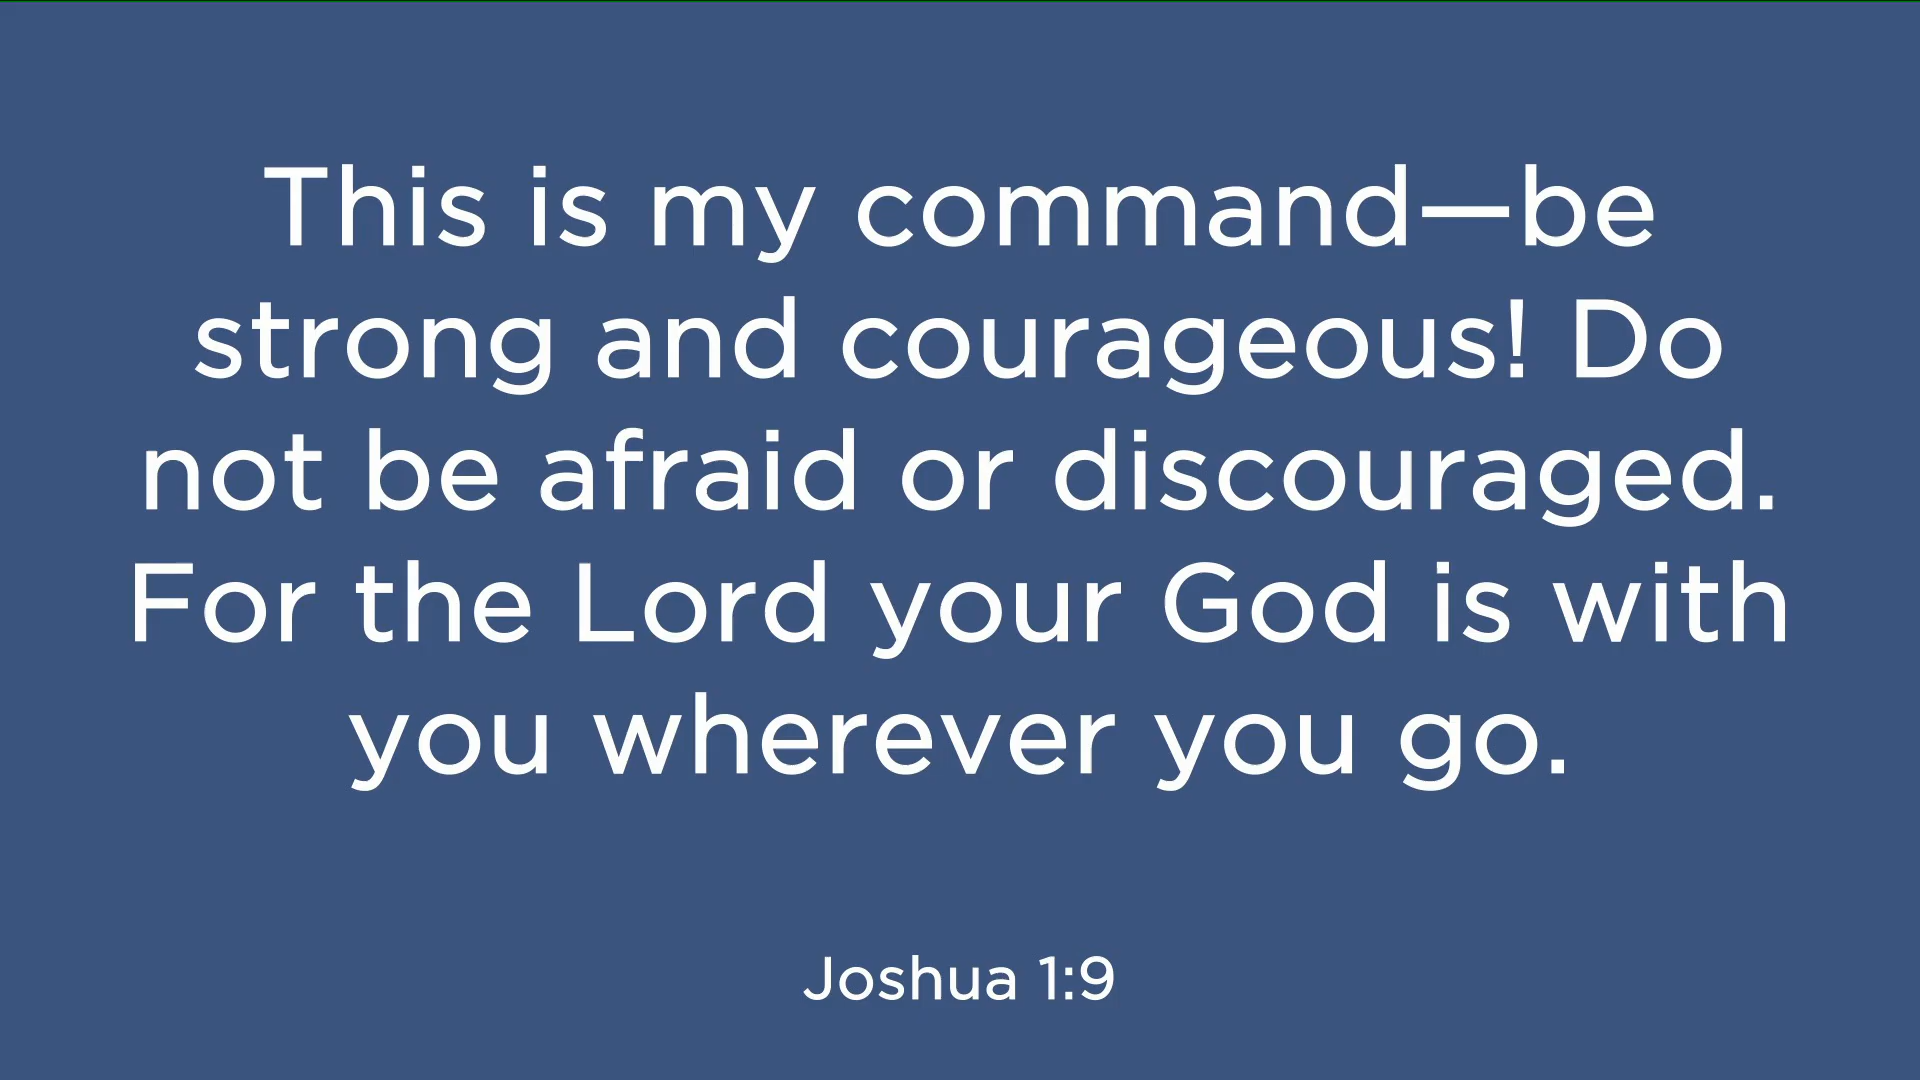 This is my command—be
strong and courageous! Do
not be afraid or discouraged.
For the Lord your God is with
you wherever you go.
Joshua 1:9